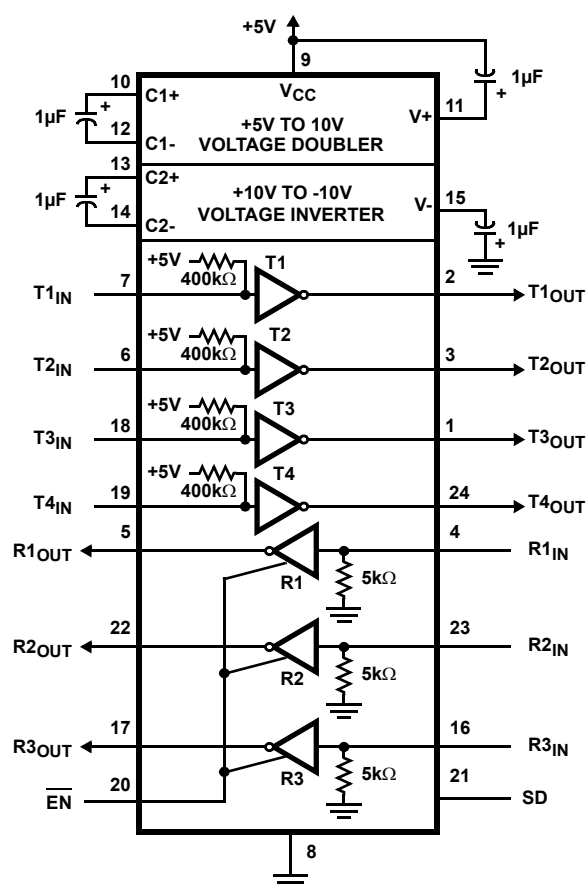 +5V
9
VCC
10
C1+
1µF
+
12
C1-
+5V TO 10V
VOLTAGE DOUBLER
V+
11
+
1µF
13
C2+
1µF
+
14
C2-
+10V TO -10V
VOLTAGE INVERTER
V-
15
+
1µF
+5V
400kΩ
T1
T1IN
7
2
T1OUT
+5V
400kΩ
T2
T2IN
6
3
T2OUT
+5V
400kΩ
T3
T3IN
18
1
T3OUT
+5V
400kΩ
T4
T4IN
19
24
T4OUT
R1OUT
5
R1
4
R1IN
5kΩ
R2OUT
22
R2
23
R2IN
5kΩ
R3OUT
17
R3
16
R3IN
5kΩ
EN
20
21
SD
8